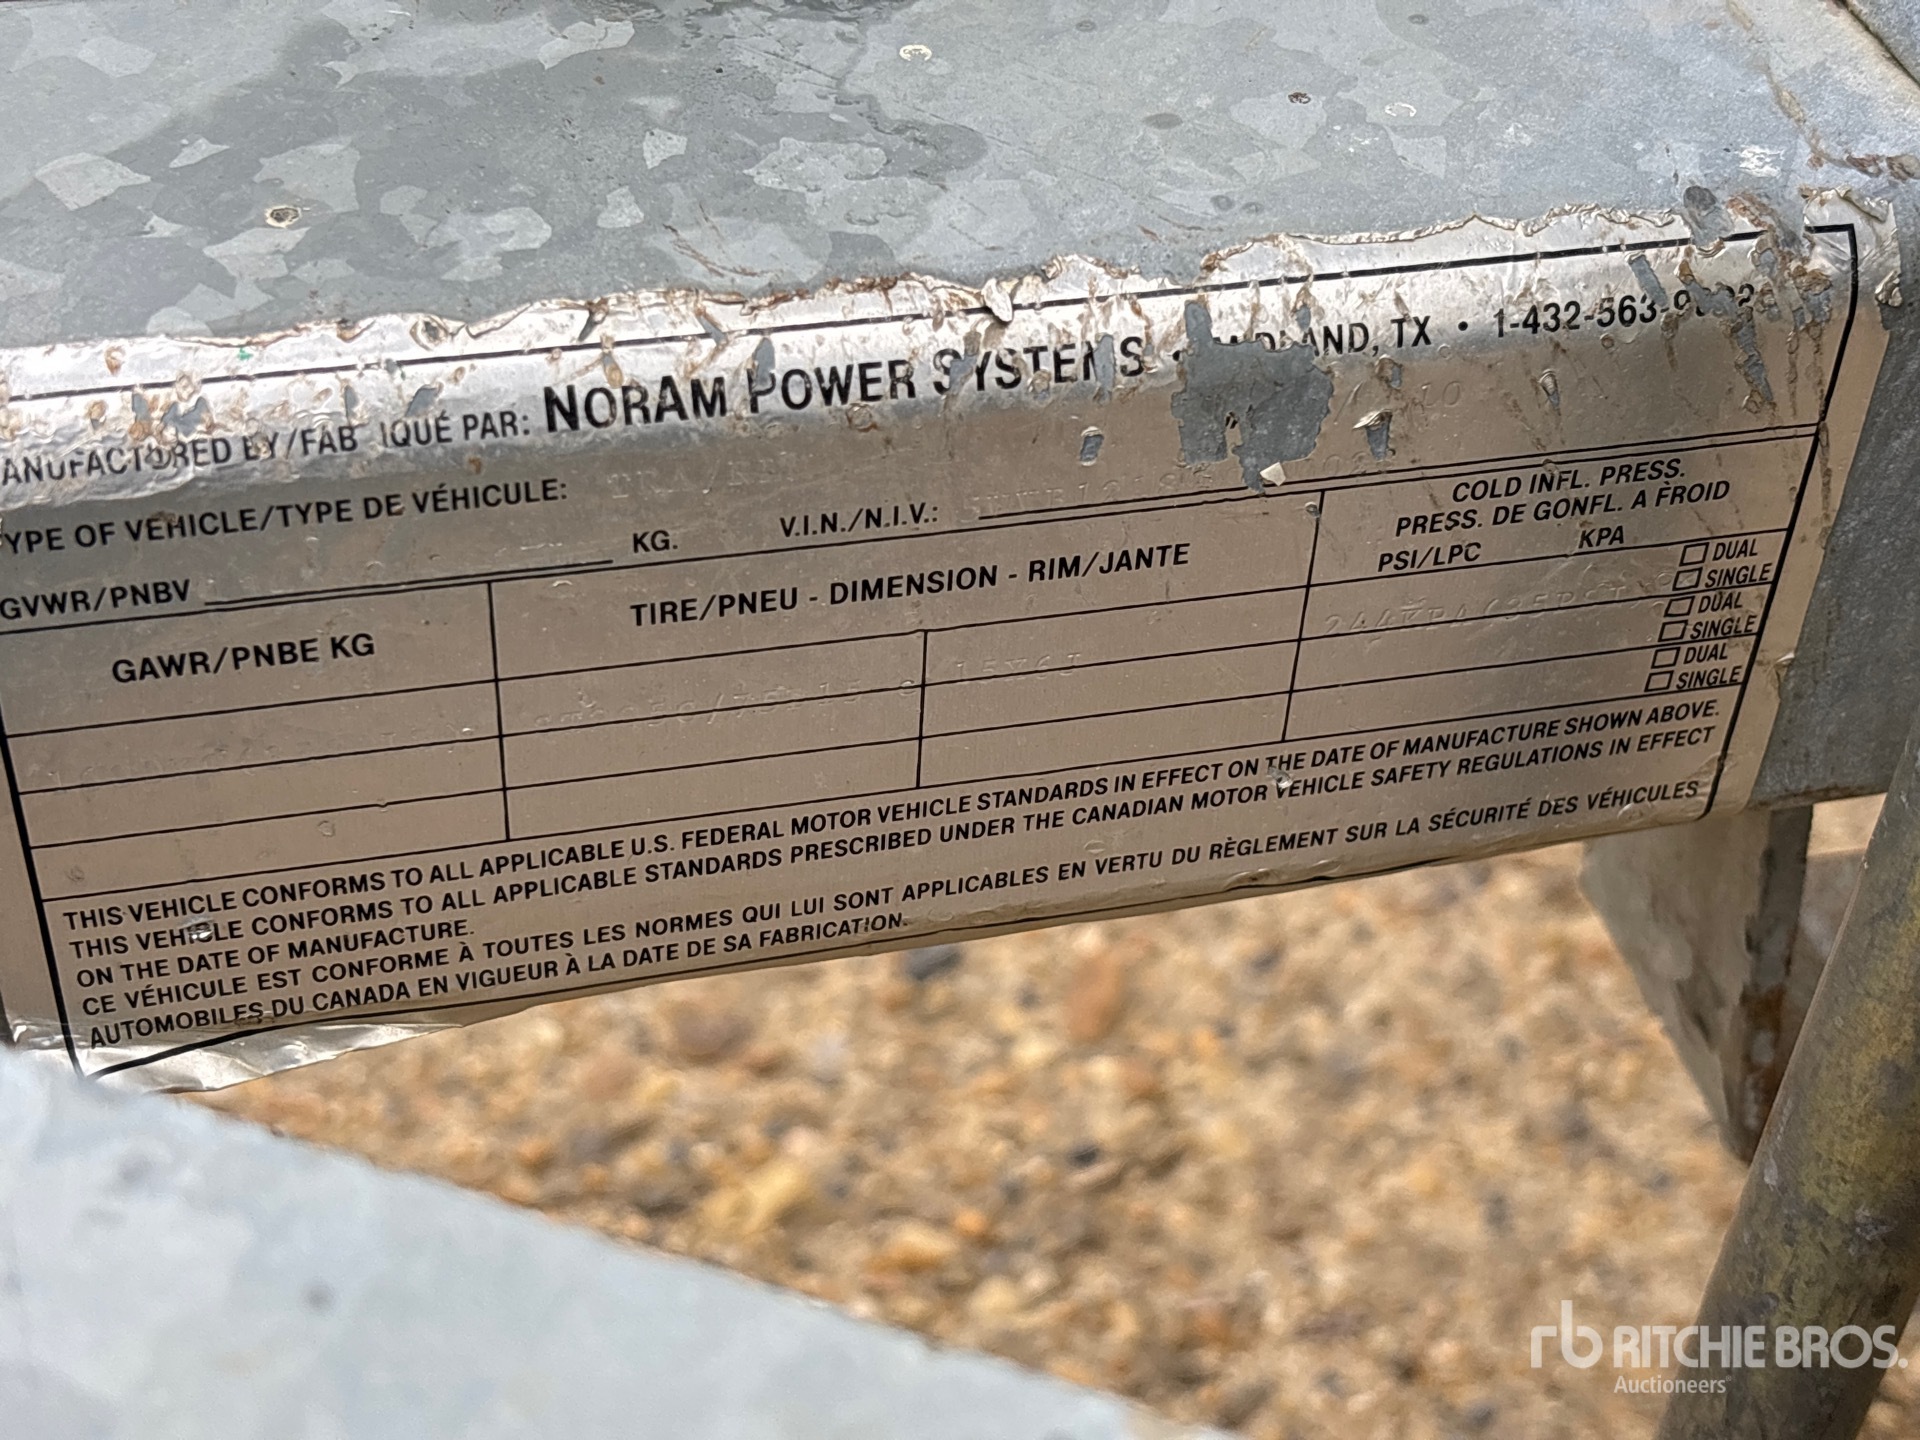 ANUFACTURED BY/FAB IQUÉ PAR: NORAM POWER SYSTEMS TX • 1-432-563-
YPE OF VEHICLE/TYPE DE VÉHICULE:
GVWR/PNBV KG. V.I.N./N.I.V.:
GAWR/PNBE KG TIRE/PNEU - DIMENSION - RIM/JANTE
COLD INFL. PRESS.
PRESS. DE GONFL. A FROID
PSI/LPC KPA
DUAL
SINGLE
DUAL
SINGLE
DUAL
SINGLE
15X6J
THIS VEHICLE CONFORMS TO ALL APPLICABLE U.S. FEDERAL MOTOR VEHICLE STANDARDS IN EFFECT ON THE DATE OF MANUFACTURE SHOWN ABOVE.
THIS VEHICLE CONFORMS TO ALL APPLICABLE STANDARDS PRESCRIBED UNDER THE CANADIAN MOTOR VEHICLE SAFETY REGULATIONS IN EFFECT
ON THE DATE OF MANUFACTURE.
CE VÉHICULE EST CONFORME À TOUTES LES NORMES QUI LUI SONT APPLICABLES EN VERTU DU RÈGLEMENT SUR LA SÉCURITÉ DES VÉHICULES
AUTOMOBILES DU CANADA EN VIGUEUR À LA DATE DE SA FABRICATION.
rb RITCHIE BROS.
Auctioneers